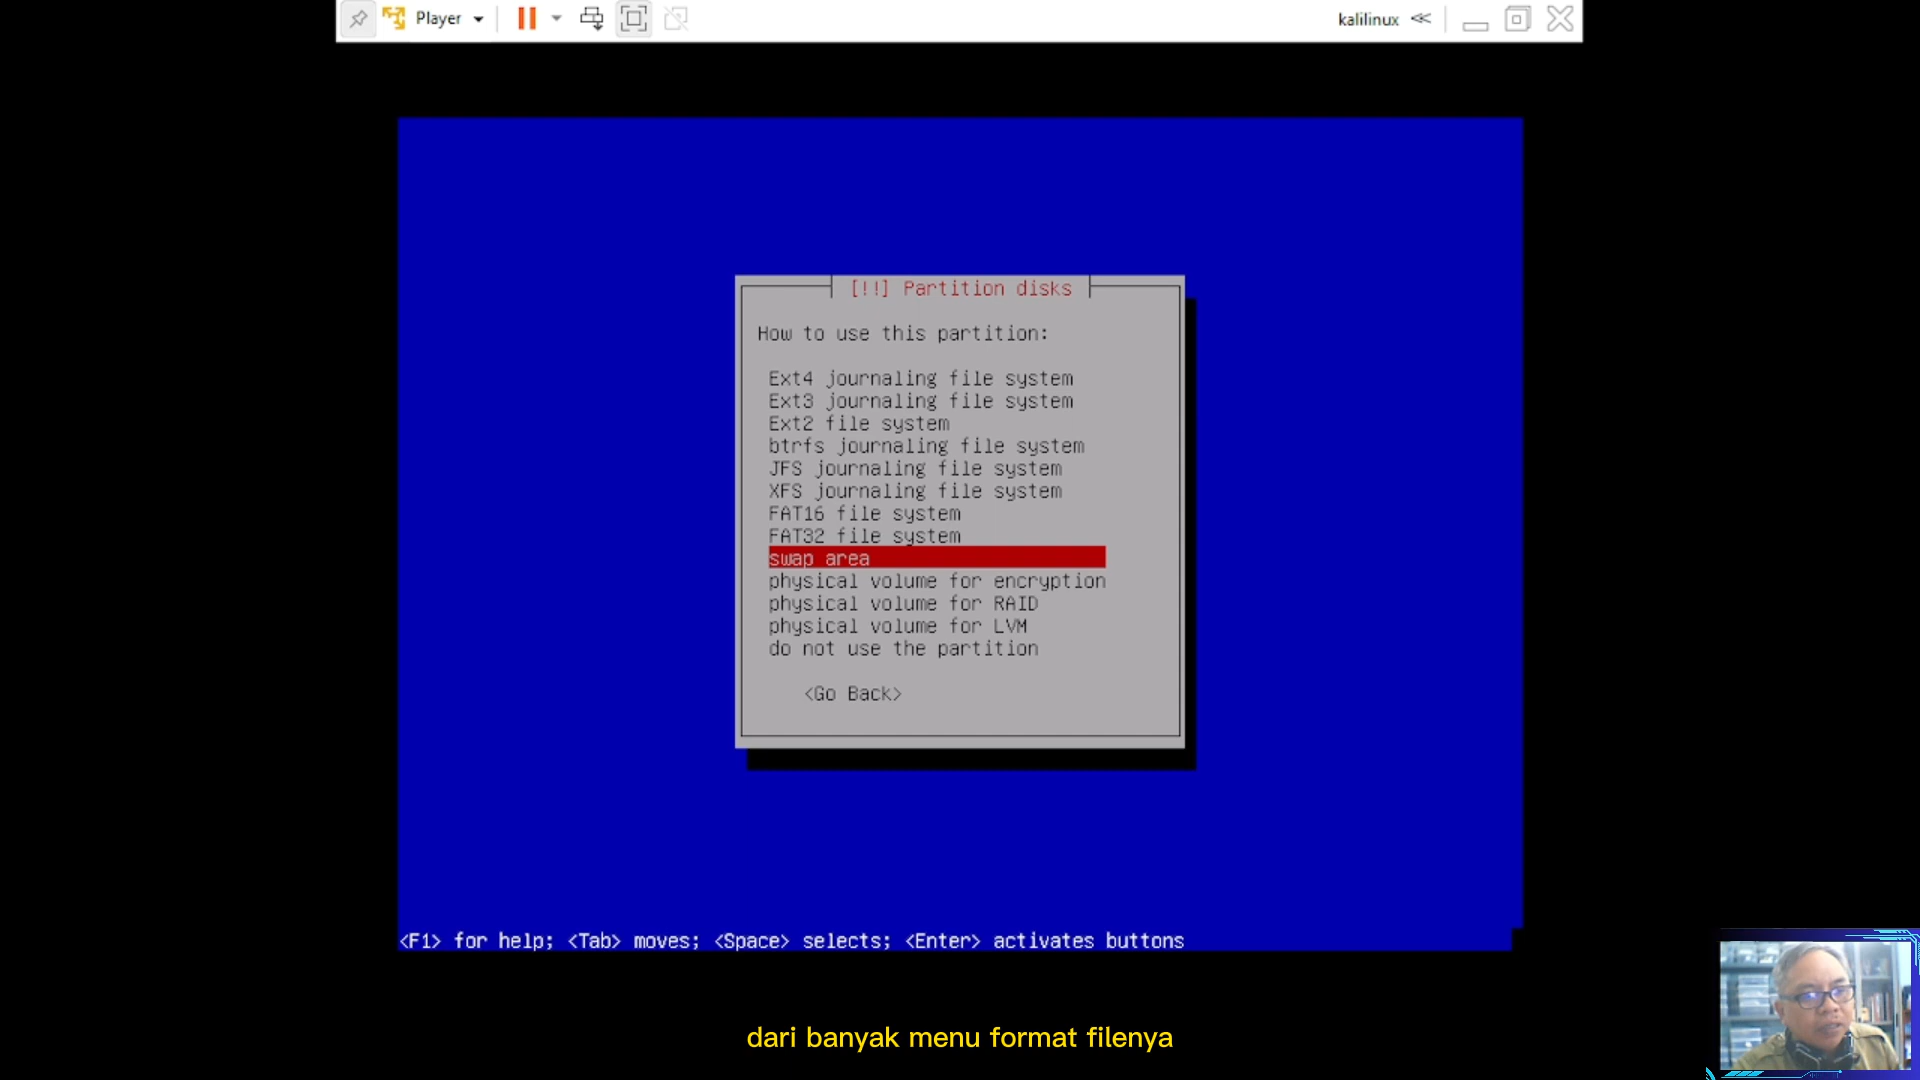 Player
kalilinux
[!!] Partition disks
How to use this partition:
Ext4 journaling file system
Ext3 journaling file system
Ext2 file system
btrfs journaling file system
JFS journaling file system
XFS journaling file system
FAT16 file system
FAT32 file system
swap area
physical volume for encryption
physical volume for RAID
physical volume for LVM
do not use the partition
<Go Back>
<F1> for help; <Tab> moves; <Space> selects; <Enter> activates buttons
dari banyak menu format filenya